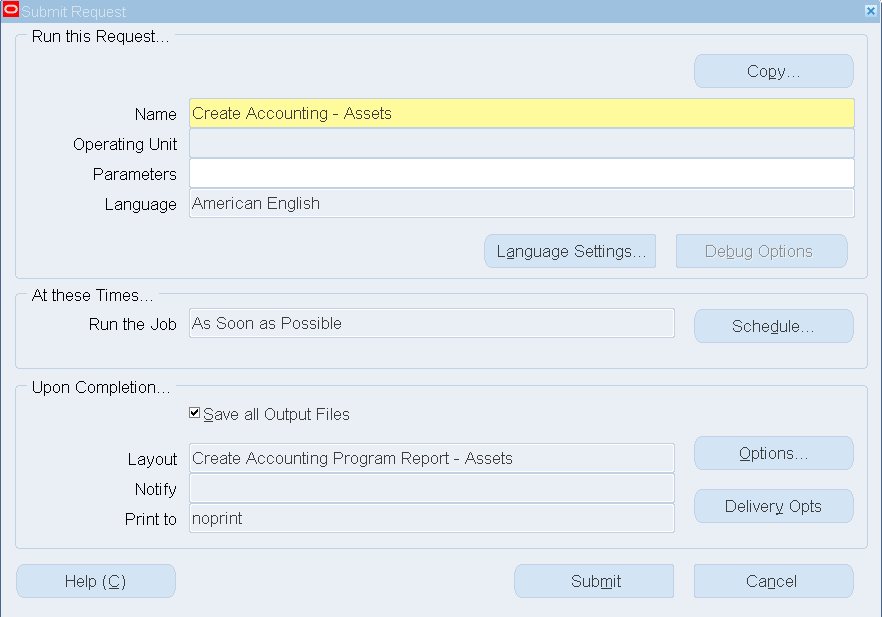 Submit Request
Run this Request...
Copy...
Name Create Accounting - Assets
Operating Unit
Parameters
Language American English
Language Settings... Debug Options
At these Times...
Run the Job As Soon as Possible Schedule...
Upon Completion...
Save all Output Files
Layout Create Accounting Program Report - Assets Options...
Notify
Delivery Opts
Print to noprint
Help (C) Submit Cancel